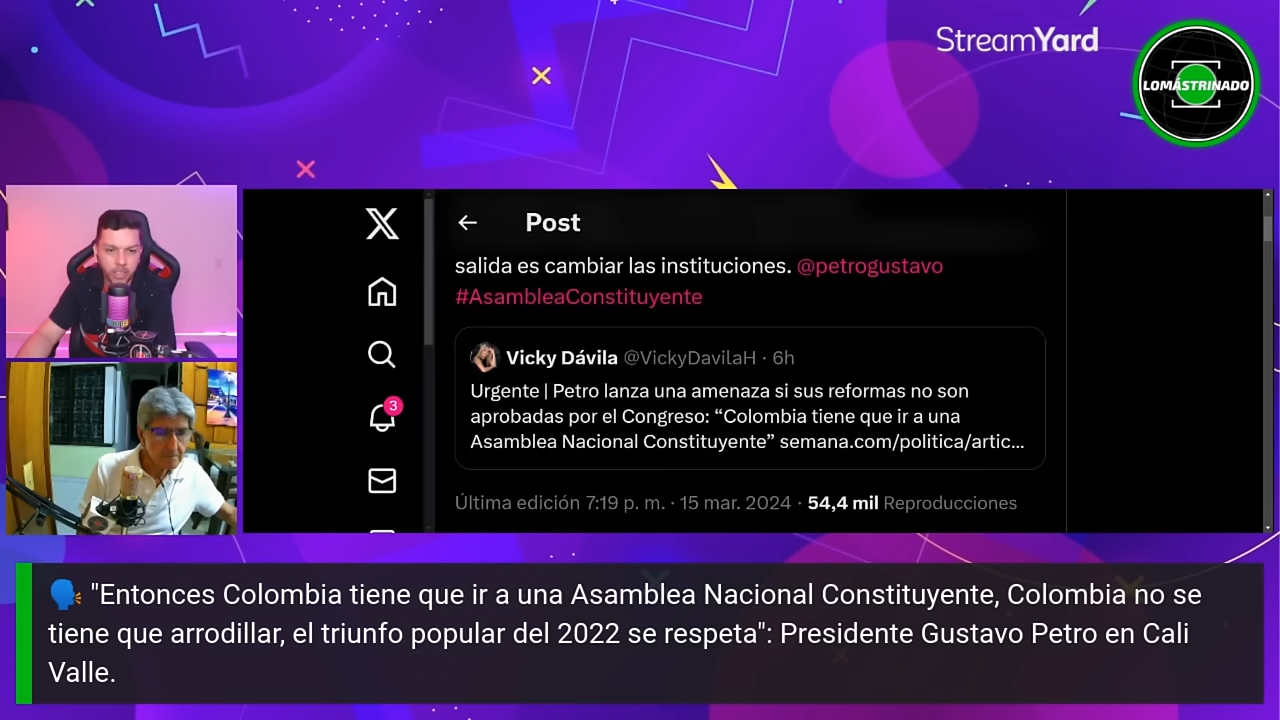 StreamYard
LOMÁSTRINADO
Post
salida es cambiar las instituciones. @petrogustavo
#AsambleaConstituyente
3
Vicky Dávila @VickyDavilaH · 6h
Urgente | Petro lanza una amenaza si sus reformas no son
aprobadas por el Congreso: “Colombia tiene que ir a una
Asamblea Nacional Constituyente” semana.com/politica/artic...
Última edición 7:19 p. m. · 15 mar. 2024 · 54,4 mil Reproducciones
"Entonces Colombia tiene que ir a una Asamblea Nacional Constituyente, Colombia no se
tiene que arrodillar, el triunfo popular del 2022 se respeta": Presidente Gustavo Petro en Cali
Valle.